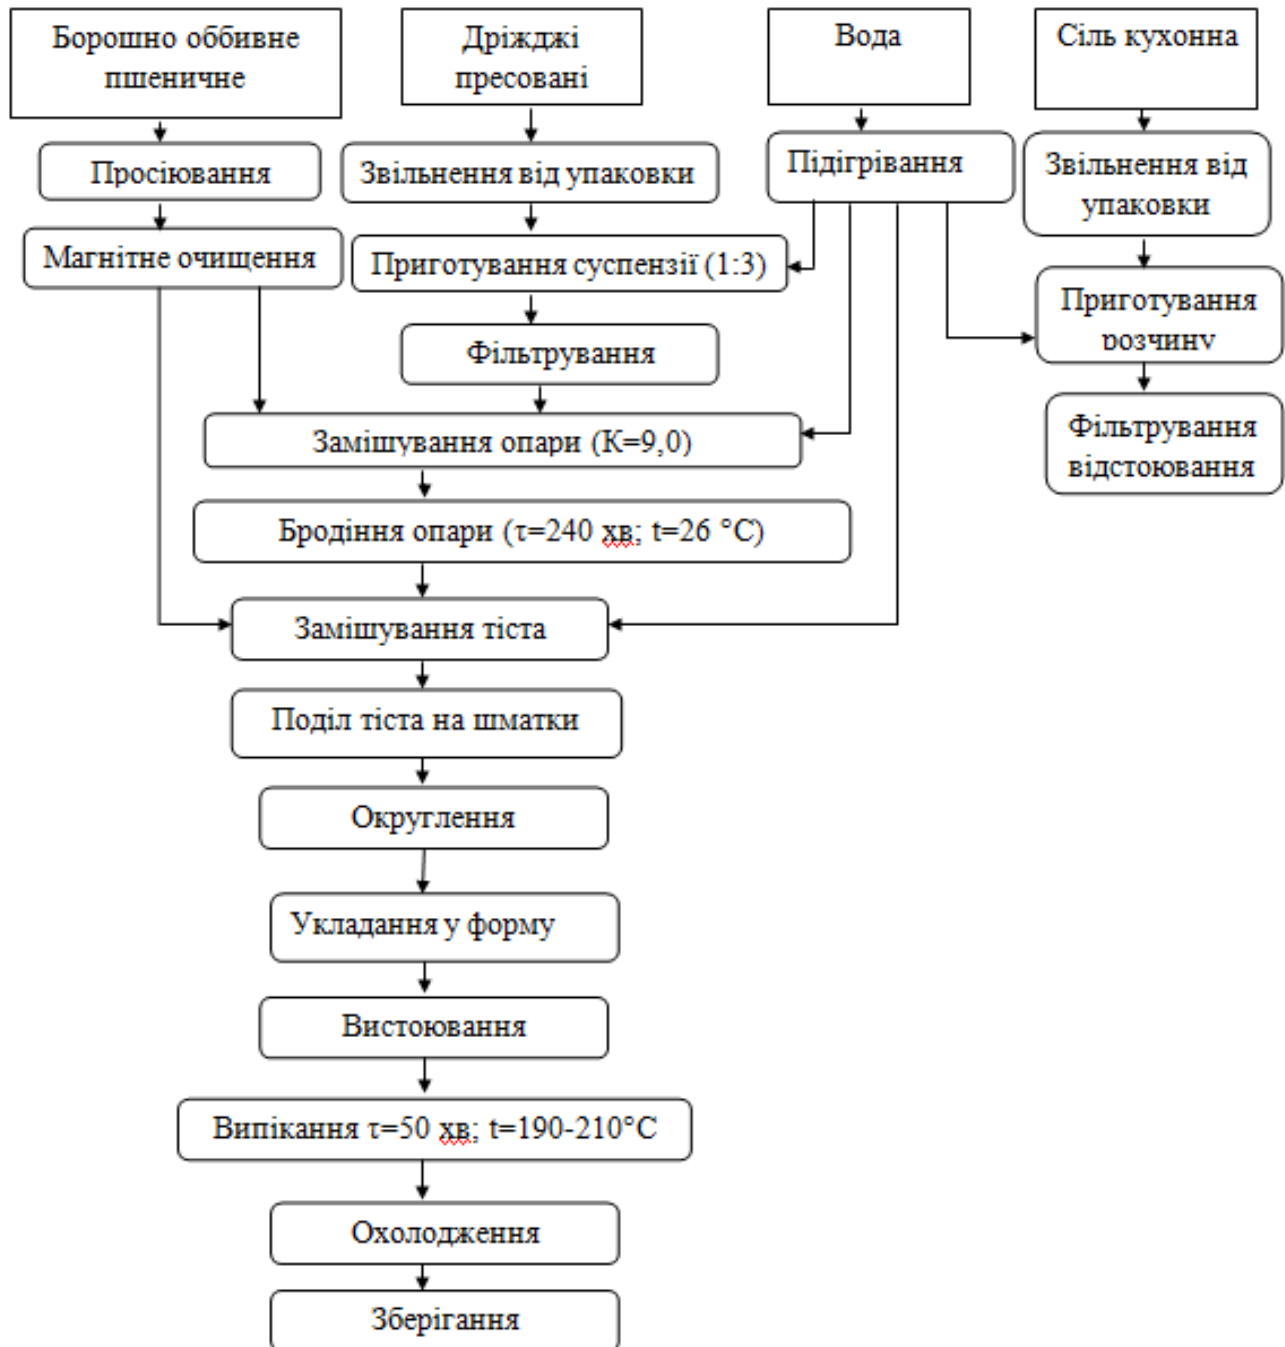 Борошно оббивне
пшеничне
Дріжджі
пресовані
Вода
Сіль кухонна
Просіювання
Звільнення від упаковки
Підігрівання
Звільнення від
упаковки
Магнітне очищення
Приготування суспензії (1:3)
Приготування
розчину
Фільтрування
Фільтрування
відстоювання
Замішування опари (К=9,0)
Бродіння опари (τ=240 хв; t=26 °C)
Замішування тіста
Поділ тіста на шматки
Округлення
Укладання у форму
Вистоювання
Випікання τ=50 хв; t=190-210°C
Охолодження
Зберігання